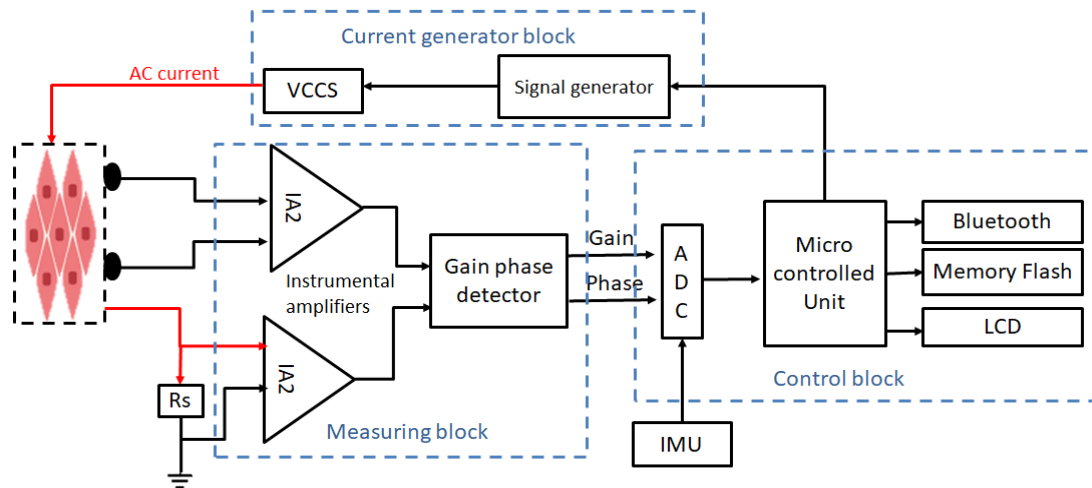 Current generator block
AC current
VCCS
Signal generator
IA2
Instrumental
amplifiers
Gain phase
detector
Gain
Phase
A
D
C
Micro
controlled
Unit
Bluetooth
Memory Flash
LCD
IA2
Rs
Measuring block
Control block
IMU